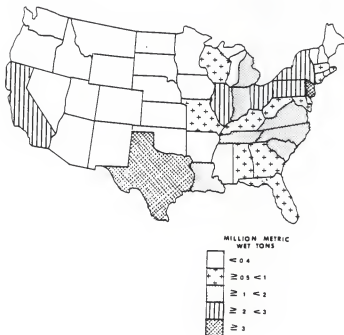 MILLION METRIC
WET TONS
≤ 0.4
≧ 0.5 ≤ 1
≧ 1 ≤ 2
≧ 2 ≤ 3
≧ 3